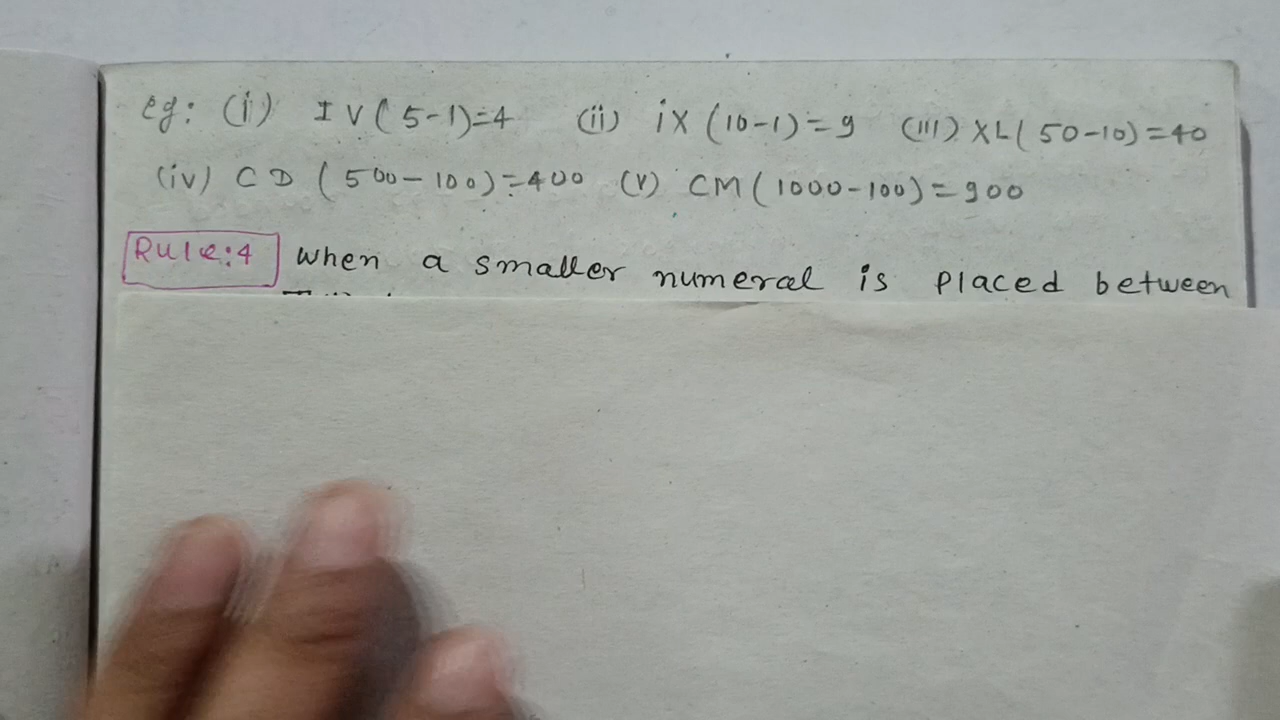 eg: (i) IV(5-1)=4 (ii) iX (10-1)=9 (iii) XL(50-10)=40
(iv) CD (500-100)=400 (v) CM(1000-100)=900
Rule:4 when a smaller numeral is placed between